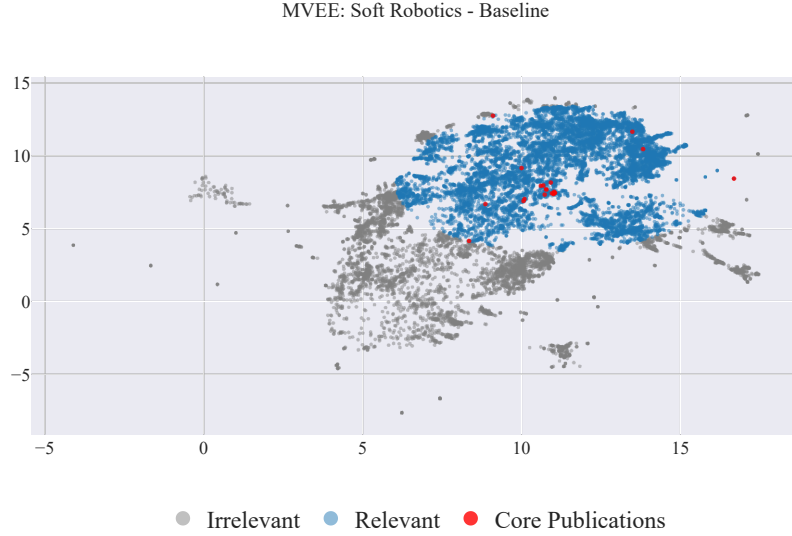 MVEE: Soft Robotics - Baseline
15
10
5
0
−5
−5 0 5 10 15
Irrelevant Relevant Core Publications